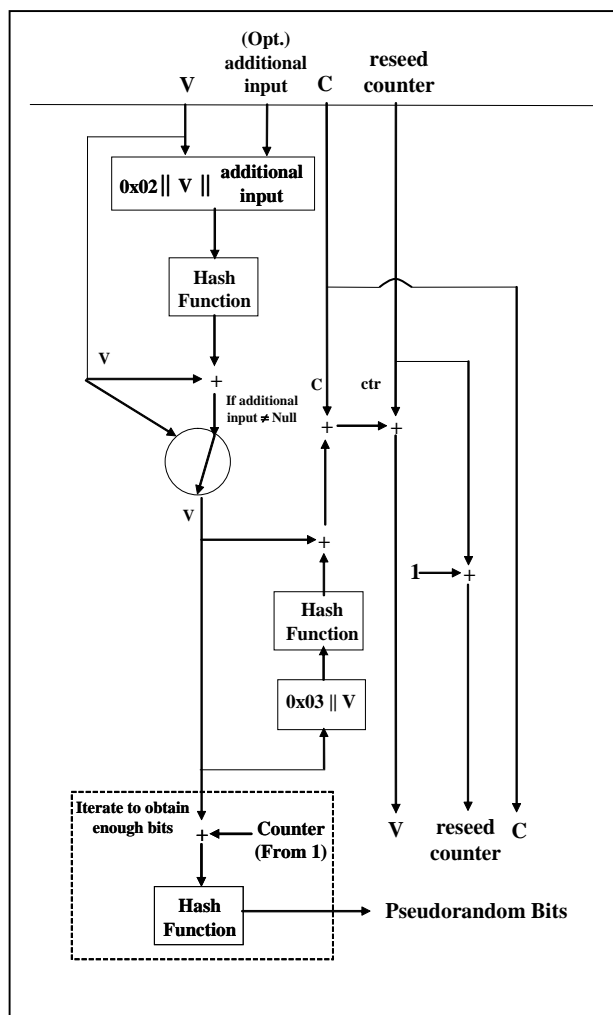 (Opt.)
additional
input
V
C
reseed
counter
0x02 || V || additional
input
Hash
Function
V
+
If additional
input ≠ Null
C
ctr
+
+
V
+
1
+
Hash
Function
0x03 || V
Iterate to obtain
enough bits
+
Counter
(From 1)
V
reseed
counter
C
Hash
Function
Pseudorandom Bits